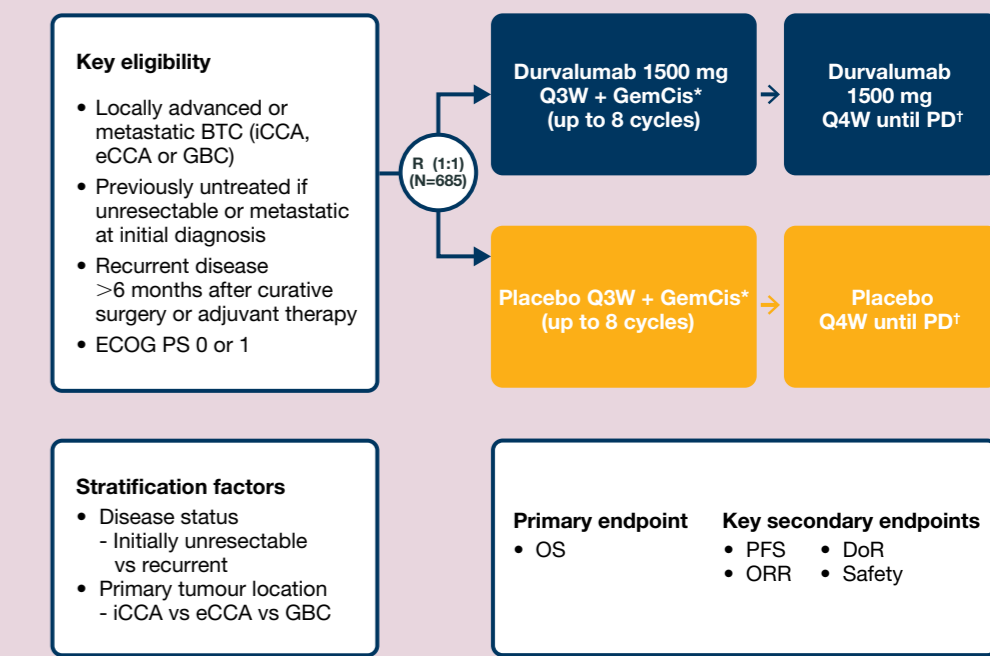 Key eligibility
• Locally advanced or
metastatic BTC (iCCA,
eCCA or GBC)
• Previously untreated if
unresectable or metastatic
at initial diagnosis
• Recurrent disease
>6 months after curative
surgery or adjuvant therapy
• ECOG PS 0 or 1
R (1:1)
(N=685)
Durvalumab 1500 mg
Q3W + GemCis*
(up to 8 cycles)
Durvalumab
1500 mg
Q4W until PD†
Placebo Q3W + GemCis*
(up to 8 cycles)
Placebo
Q4W until PD†
Stratification factors
• Disease status
- Initially unresectable
vs recurrent
• Primary tumour location
- iCCA vs eCCA vs GBC
Primary endpoint
• OS
Key secondary endpoints
• PFS • DoR
• ORR • Safety